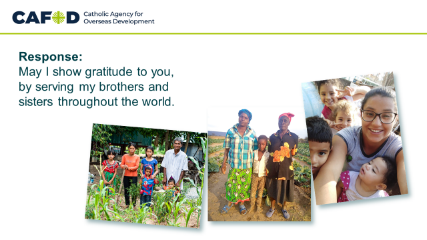 CAFOD
Catholic Agency for
Overseas Development
Response:
May I show gratitude to you,
by serving my brothers and
sisters throughout the world.